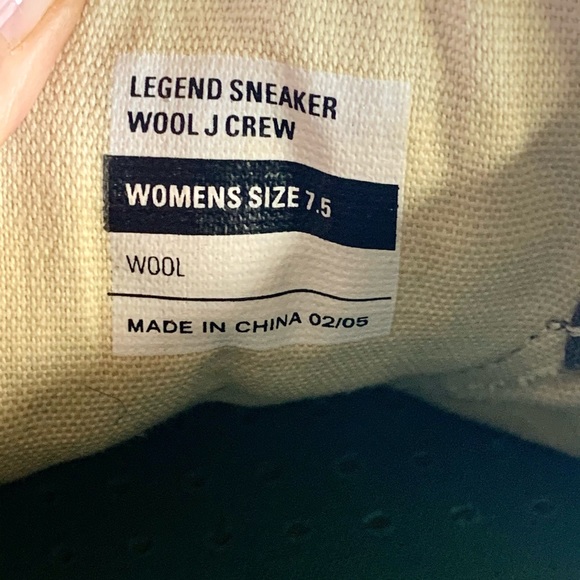 LEGEND SNEAKER
WOOL J CREW
WOMENS SIZE 7.5
WOOL
MADE IN CHINA 02/05